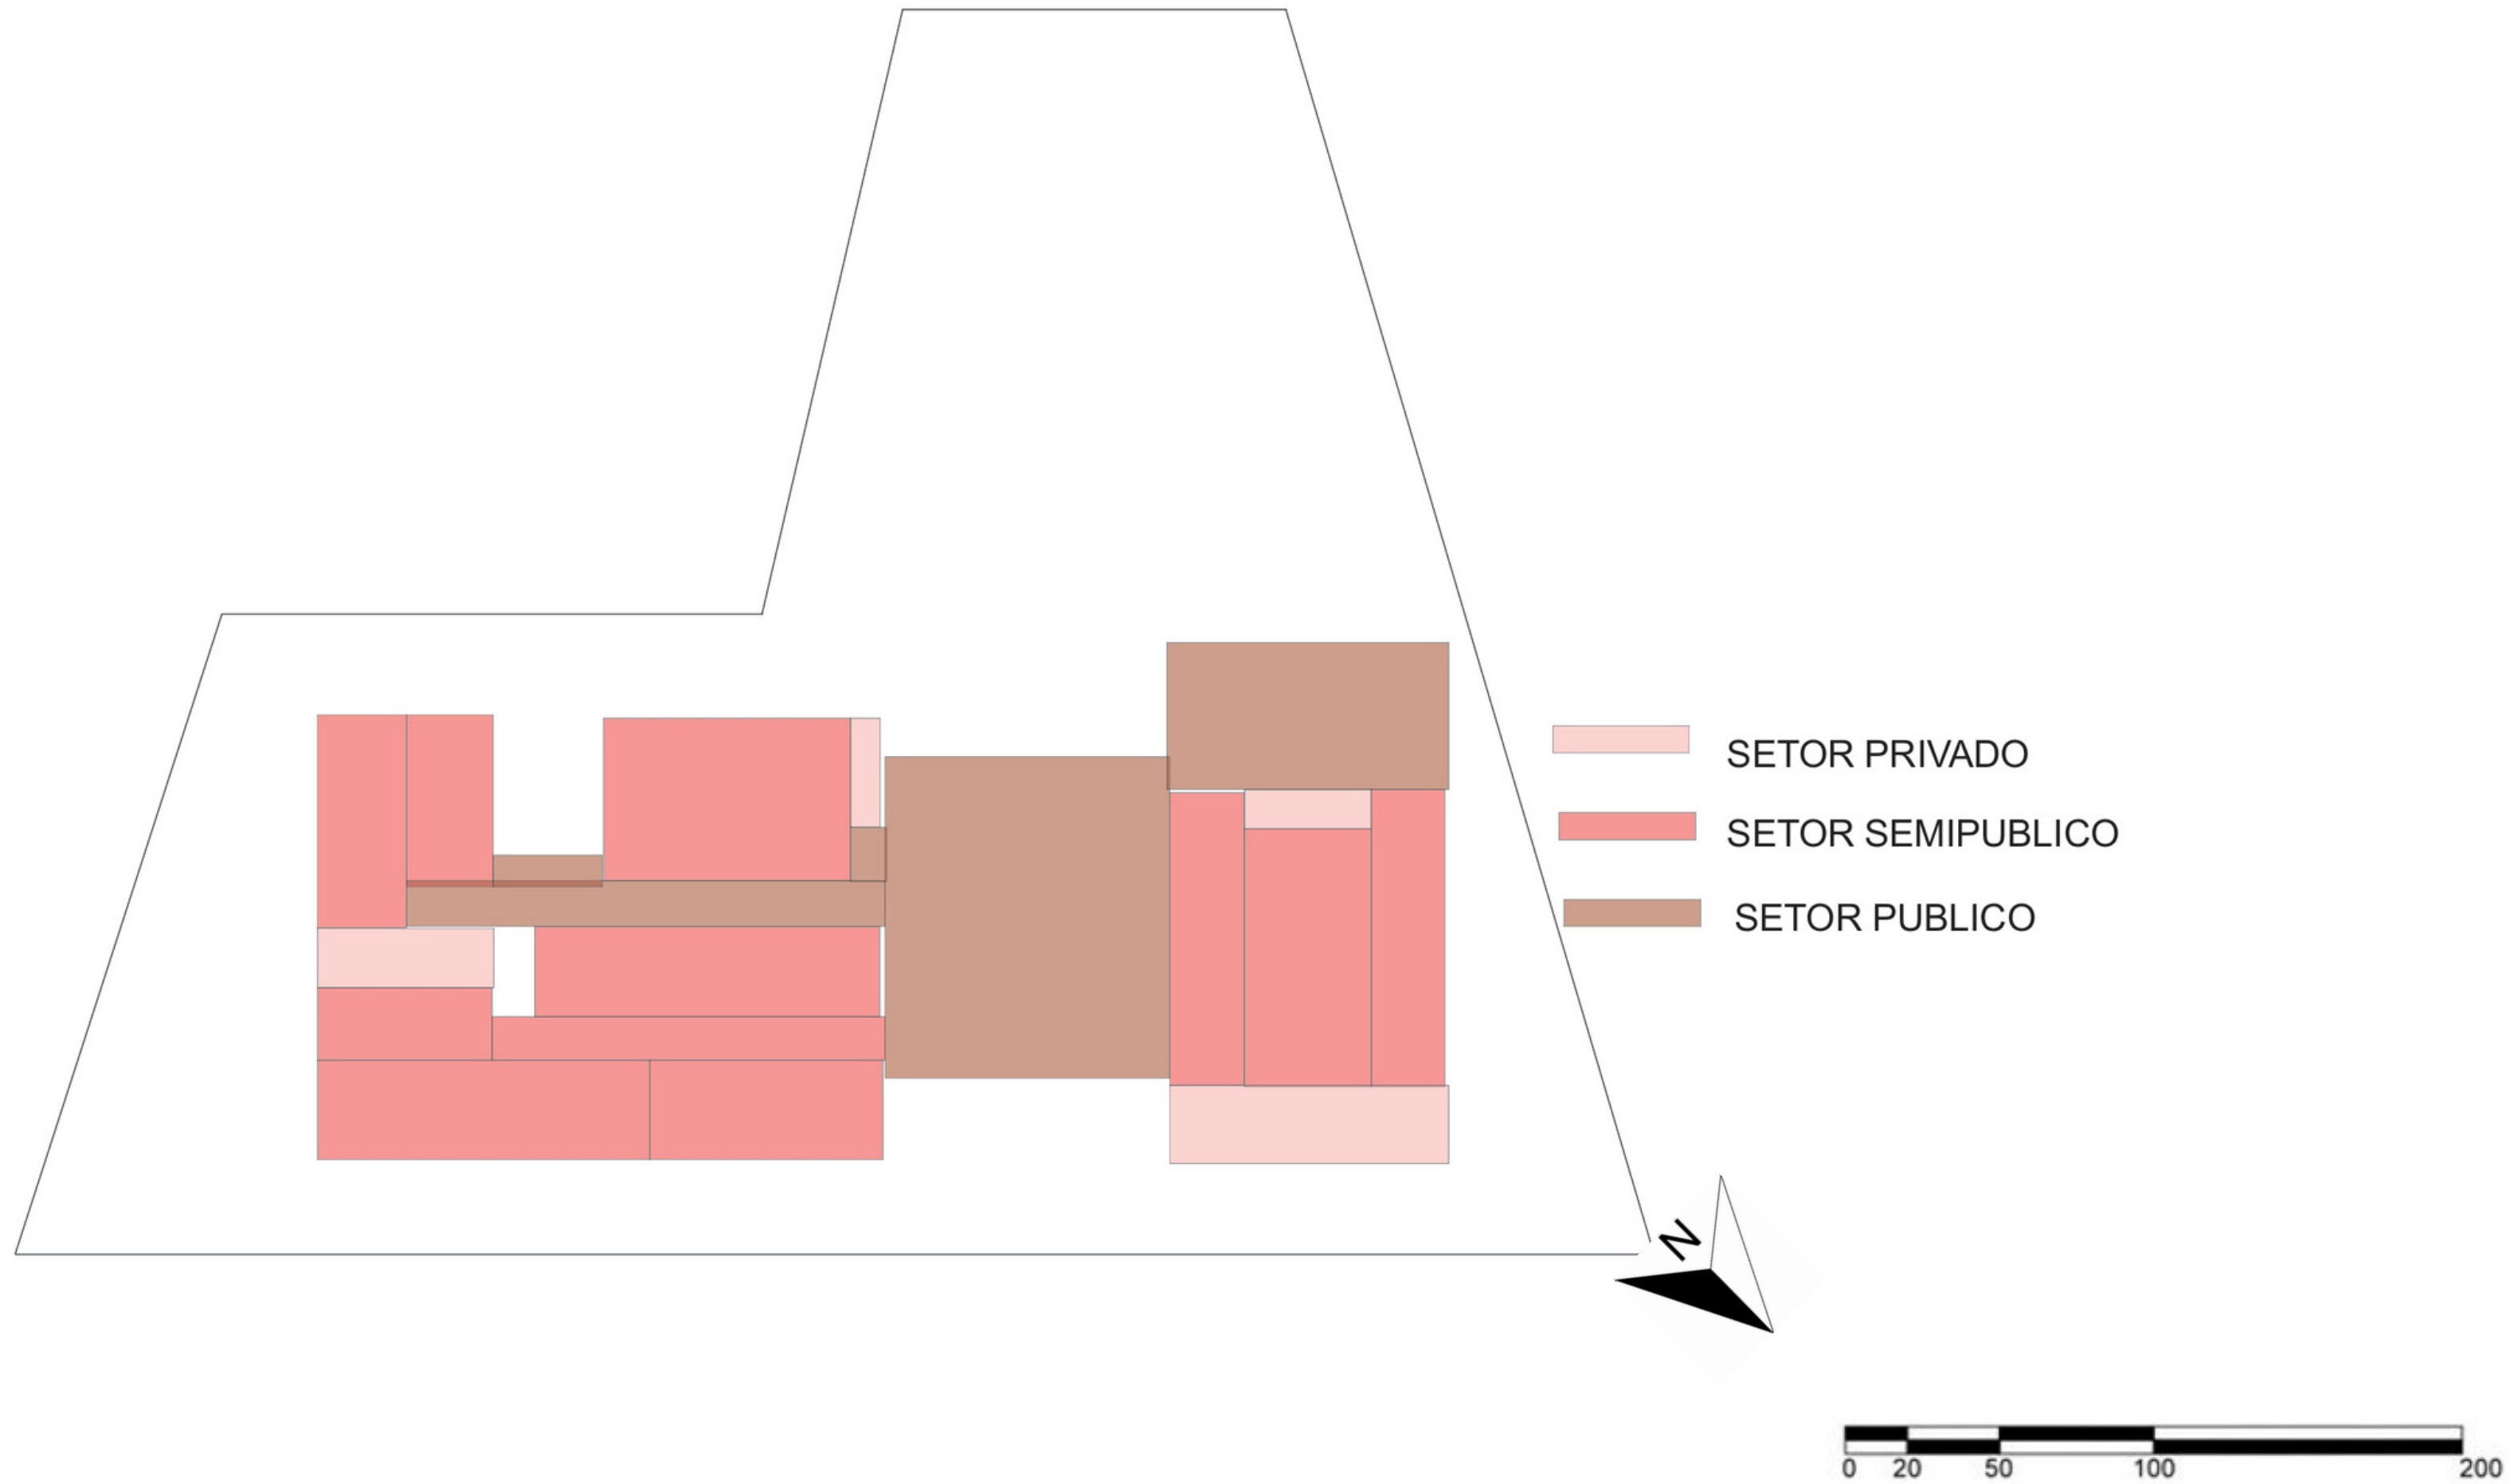 SETOR PRIVADO
SETOR SEMIPUBLICO
SETOR PUBLICO
N
0 20 50 100 200